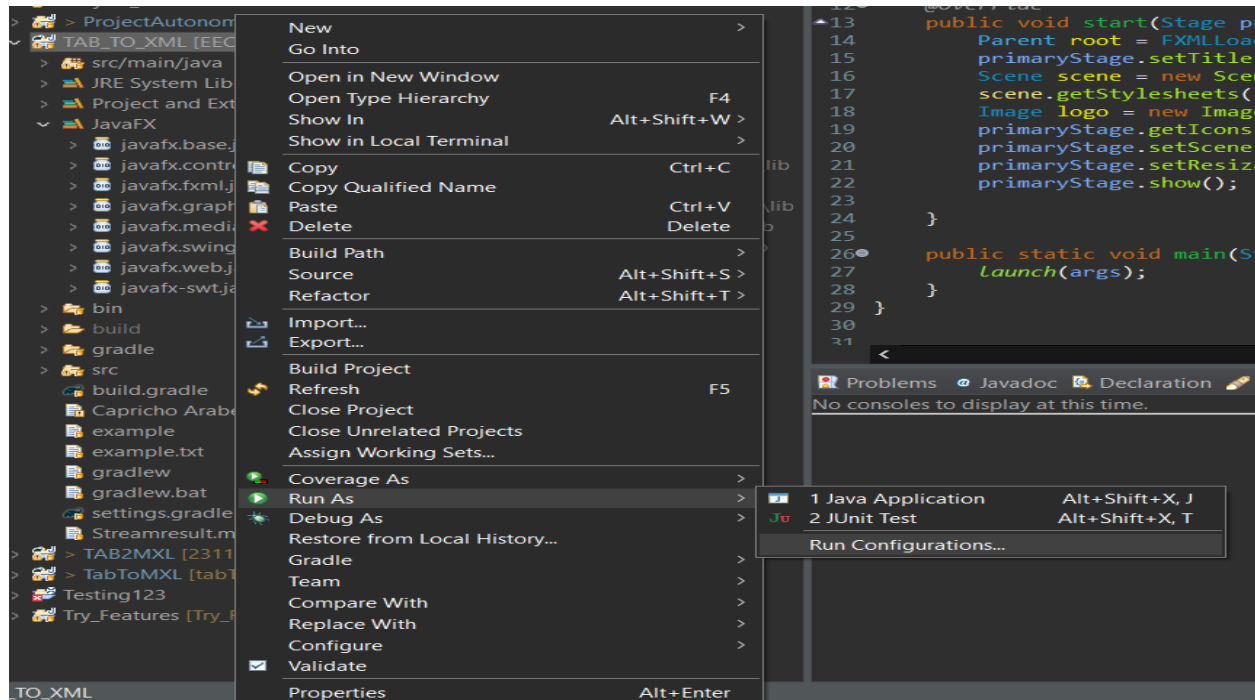 > ProjectAutonom
TAB_TO_XML [EEC
src/main/java
JRE System Lib
Project and Ext
JavaFX
javafx.base.j
javafx.contr
javafx.fxml.j
javafx.graph
javafx.medi
javafx.swing
javafx.web.j
javafx-swt.ja
bin
build
gradle
src
build.gradle
Capricho Arabe
example
example.txt
gradlew
gradlew.bat
settings.gradle
Streamresult.m
> TAB2MXL [2311
> TabToMXL [tabT
Testing123
Try_Features [Try_F
_TO_XML
New >
Go Into
Open in New Window
Open Type Hierarchy F4
Show In Alt+Shift+W >
Show in Local Terminal >
Copy Ctrl+C
Copy Qualified Name
Paste Ctrl+V
Delete Delete
Build Path >
Source Alt+Shift+S >
Refactor Alt+Shift+T >
Import...
Export...
Build Project
Refresh F5
Close Project
Close Unrelated Projects
Assign Working Sets...
Coverage As >
Run As >
Debug As >
Restore from Local History...
Gradle >
Team >
Compare With >
Replace With >
Configure >
Validate
Properties Alt+Enter
lib
\lib
1 Java Application Alt+Shift+X, J
2 JUnit Test Alt+Shift+X, T
Run Configurations...
12 @Override
13 public void start(Stage p
14 Parent root = FXMLLoa
15 primaryStage.setTitle
16 Scene scene = new Sce
17 scene.getStylesheets(
18 Image logo = new Imag
19 primaryStage.getIcons
20 primaryStage.setScene
21 primaryStage.setResiza
22 primaryStage.show();
23
24 }
25
26 public static void main(S
27 launch(args);
28 }
29 }
30
31
Problems Javadoc Declaration
No consoles to display at this time.